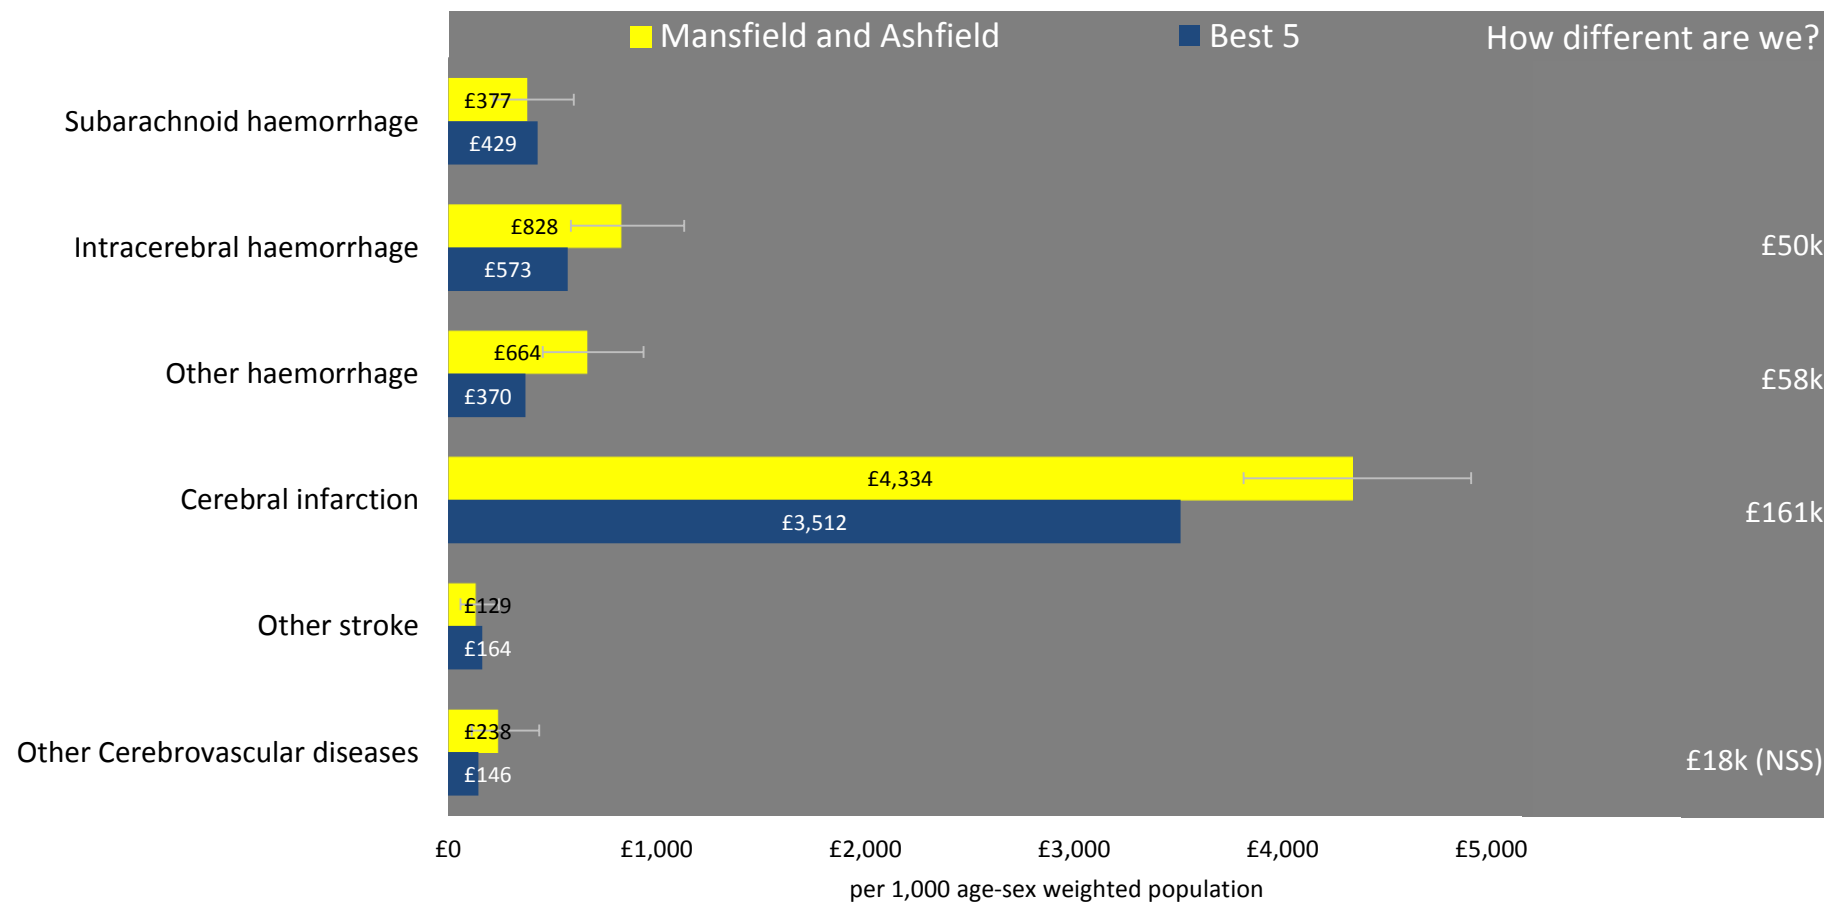 Mansfield and Ashfield
Best 5
How different are we?
Subarachnoid haemorrhage
£377
£429
Intracerebral haemorrhage
£828
£573
£50k
Other haemorrhage
£664
£370
£58k
Cerebral infarction
£4,334
£3,512
£161k
Other stroke
£129
£164
Other Cerebrovascular diseases
£238
£146
£18k (NSS)
£0 £1,000 £2,000 £3,000 £4,000 £5,000
per 1,000 age-sex weighted population